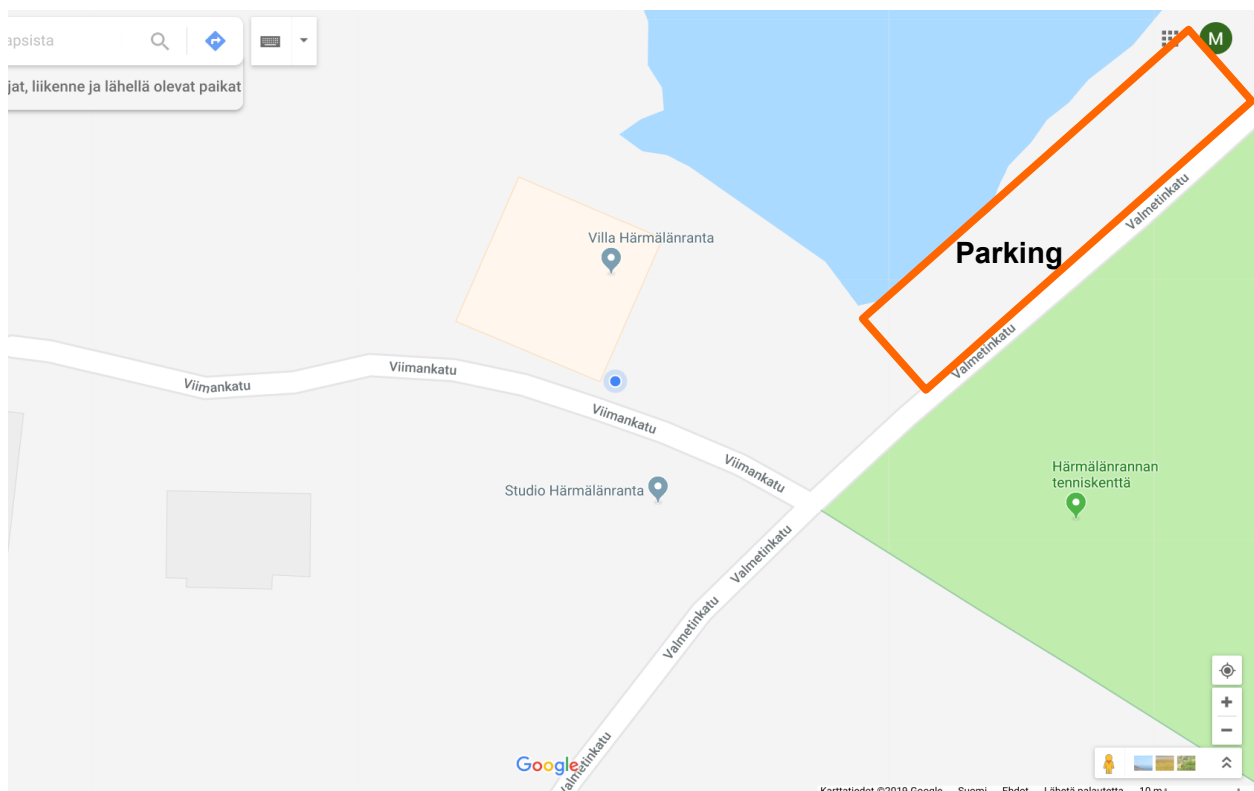 apsista
M
jat, liikenne ja lähellä olevat paikat
Valmetinkatu
Villa Härmälänranta
Parking
Valmetinkatu
Viimankatu
Viimankatu
Viimankatu
Viimankatu
Härmälänrannan
tenniskenttä
Studio Härmälänranta
Valmetinkatu
Valmetinkatu
Valmetinkatu
Google
Karttatiedot ©2019 Google Suomi Ehdot Lähetä palautetta 10 m